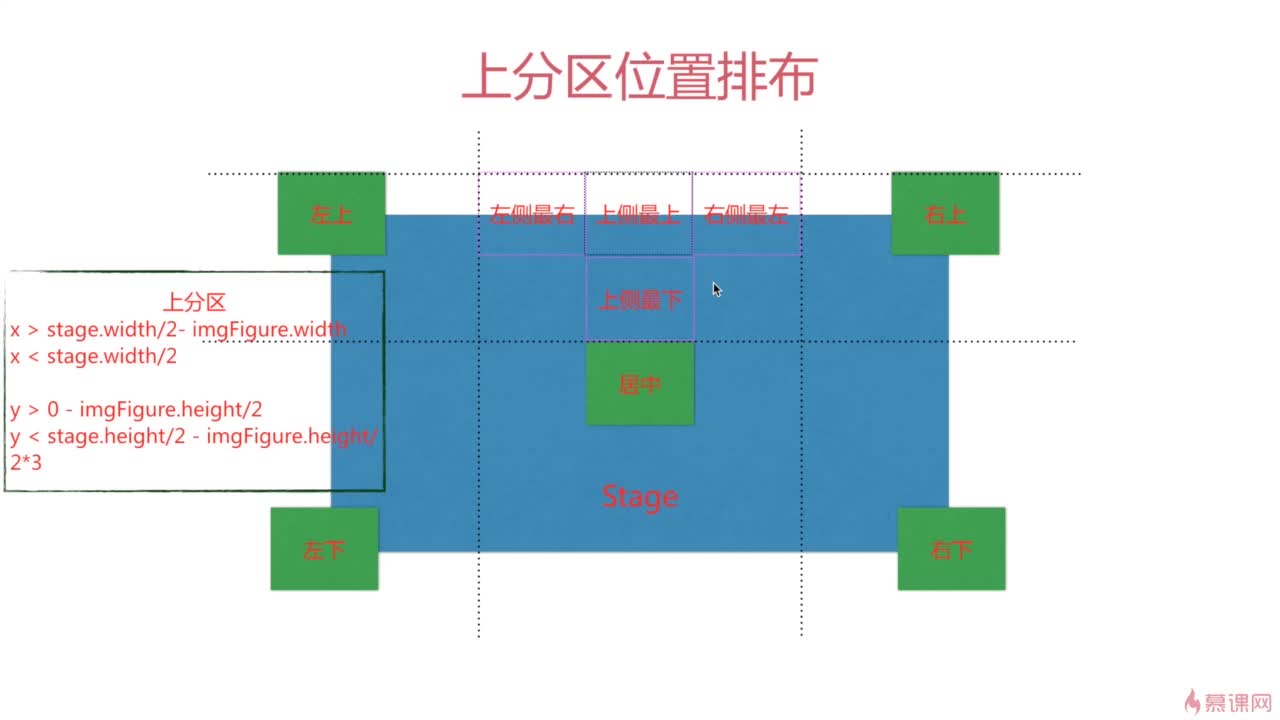 上分区位置排布
左上
左侧最右
上侧最上
右侧最左
右上
上侧最下
上分区
x > stage.width/2- imgFigure.width
x < stage.width/2
y > 0 - imgFigure.height/2
y < stage.height/2 - imgFigure.height/
2*3
居中
Stage
左下
右下
慕课网